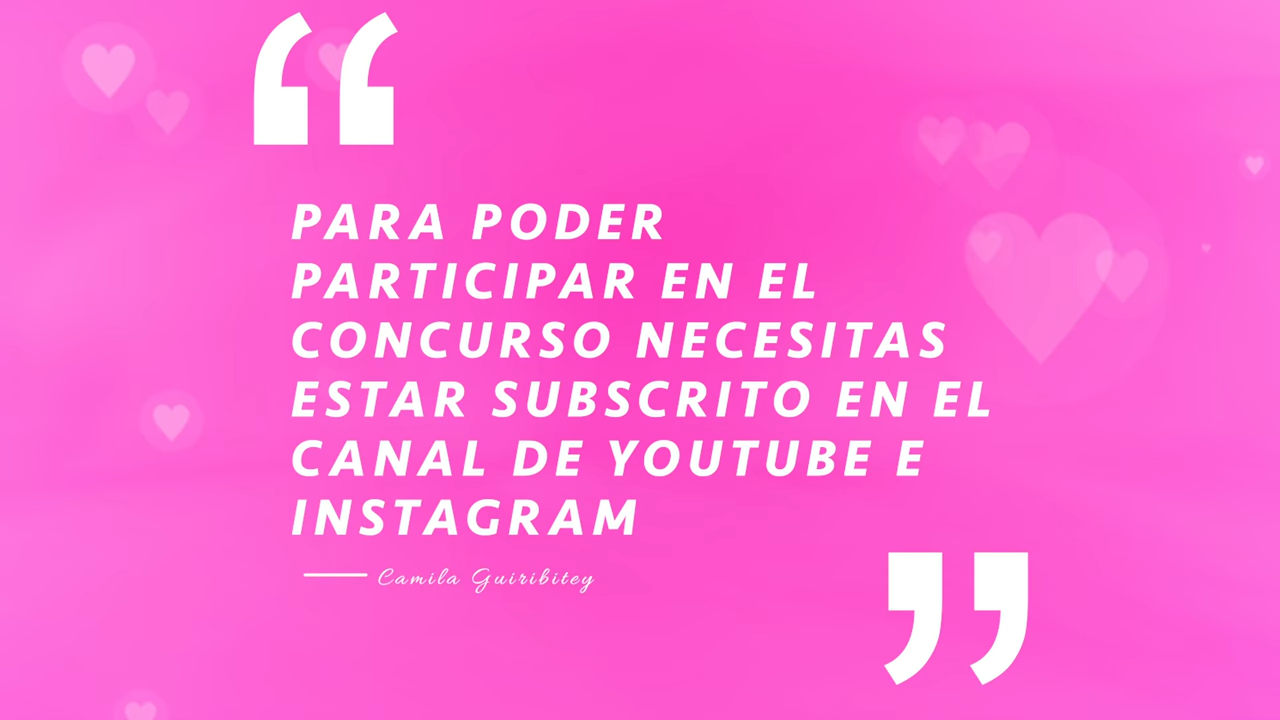 “
PARA PODER
PARTICIPAR EN EL
CONCURSO NECESITAS
ESTAR SUBSCRITO EN EL
CANAL DE YOUTUBE E
INSTAGRAM
— Camila Guiribitey
”